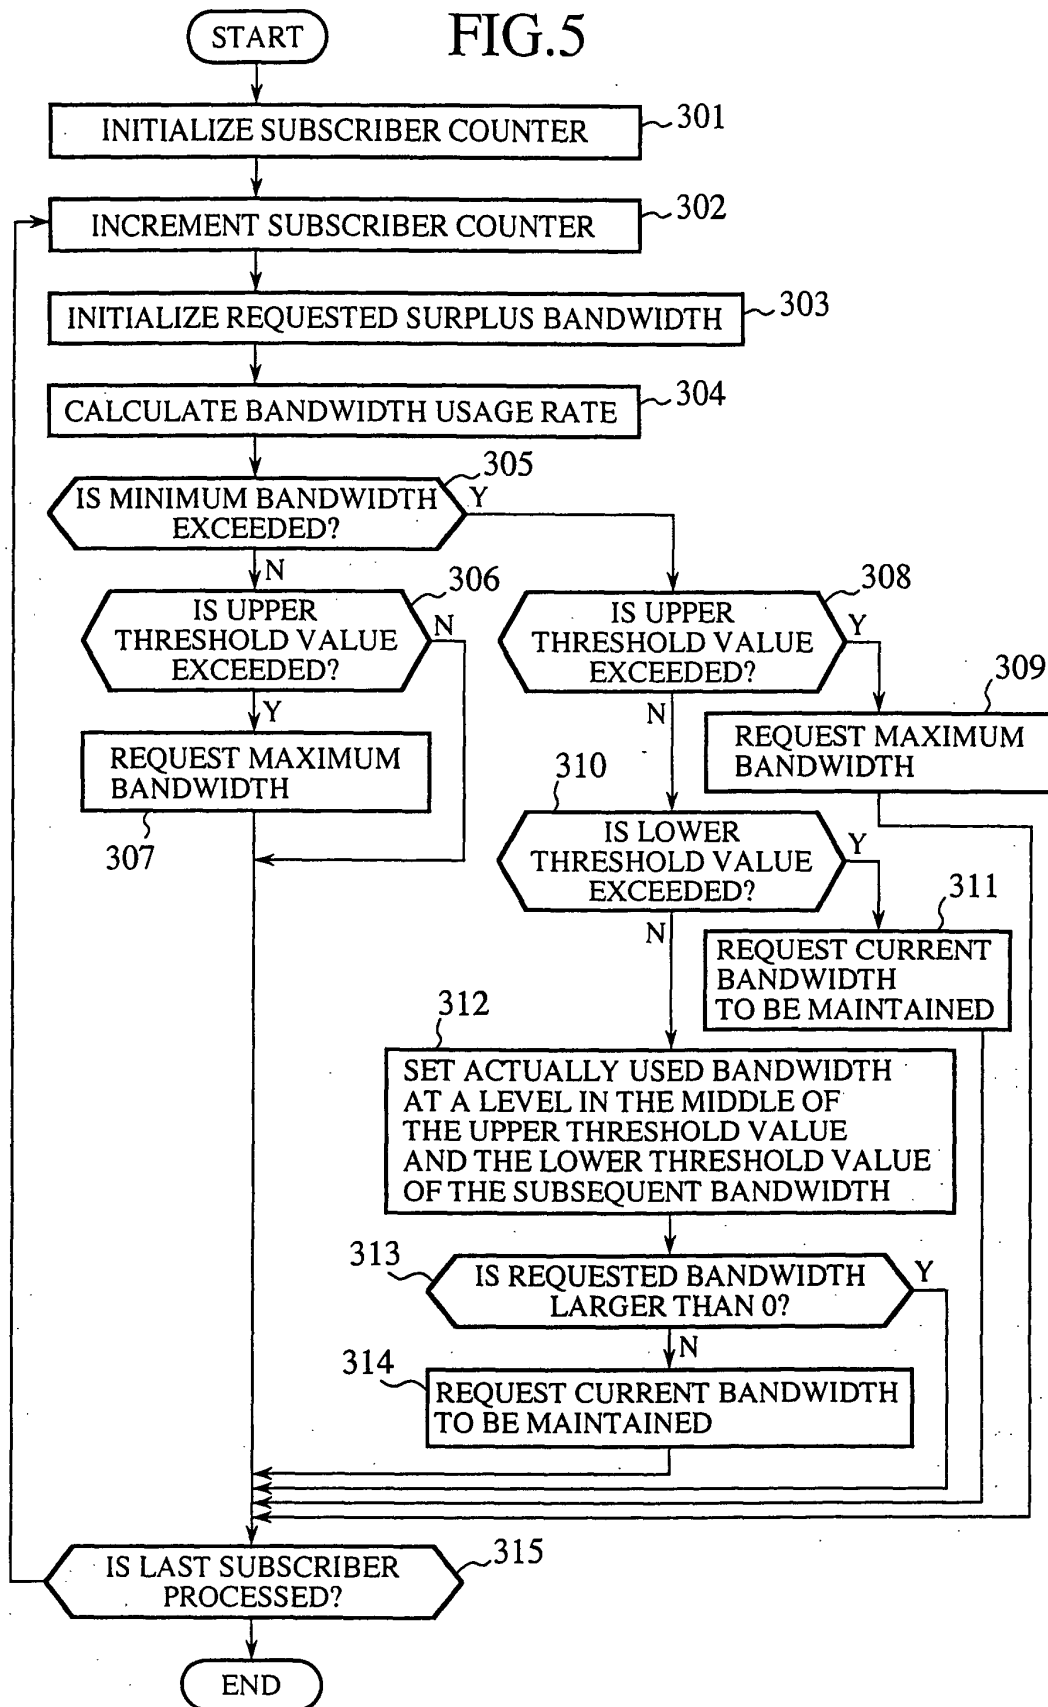 START
FIG.5
INITIALIZE SUBSCRIBER COUNTER
301
INCREMENT SUBSCRIBER COUNTER
302
INITIALIZE REQUESTED SURPLUS BANDWIDTH
303
CALCULATE BANDWIDTH USAGE RATE
304
305
IS MINIMUM BANDWIDTH
EXCEEDED?
Y
N
306
IS UPPER
THRESHOLD VALUE
EXCEEDED?
N
Y
REQUEST MAXIMUM
BANDWIDTH
307
308
IS UPPER
THRESHOLD VALUE
EXCEEDED?
Y
N
309
REQUEST MAXIMUM
BANDWIDTH
310
IS LOWER
THRESHOLD VALUE
EXCEEDED?
Y
N
311
REQUEST CURRENT
BANDWIDTH
TO BE MAINTAINED
312
SET ACTUALLY USED BANDWIDTH
AT A LEVEL IN THE MIDDLE OF
THE UPPER THRESHOLD VALUE
AND THE LOWER THRESHOLD VALUE
OF THE SUBSEQUENT BANDWIDTH
313
IS REQUESTED BANDWIDTH
LARGER THAN 0?
Y
N
314
REQUEST CURRENT BANDWIDTH
TO BE MAINTAINED
IS LAST SUBSCRIBER
PROCESSED?
315
END